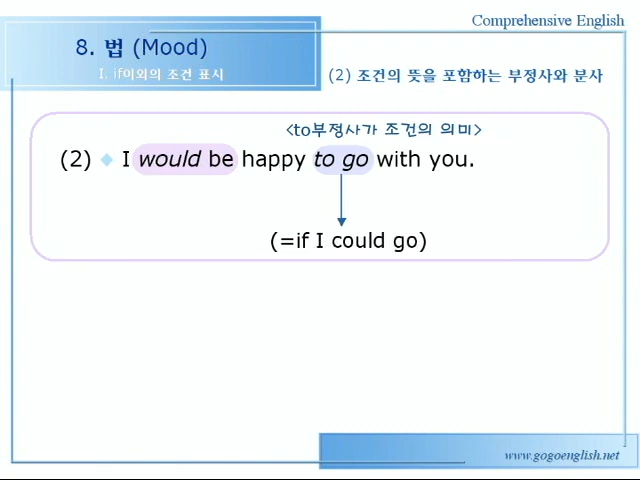 Comprehensive English
8. 법 (Mood)
I. if이외의 조건 표시
(2) 조건의 뜻을 포함하는 부정사와 분사
<to부정사가 조건의 의미>
(2) ◆ I would be happy to go with you.
(=if I could go)
www.gogoenglish.net